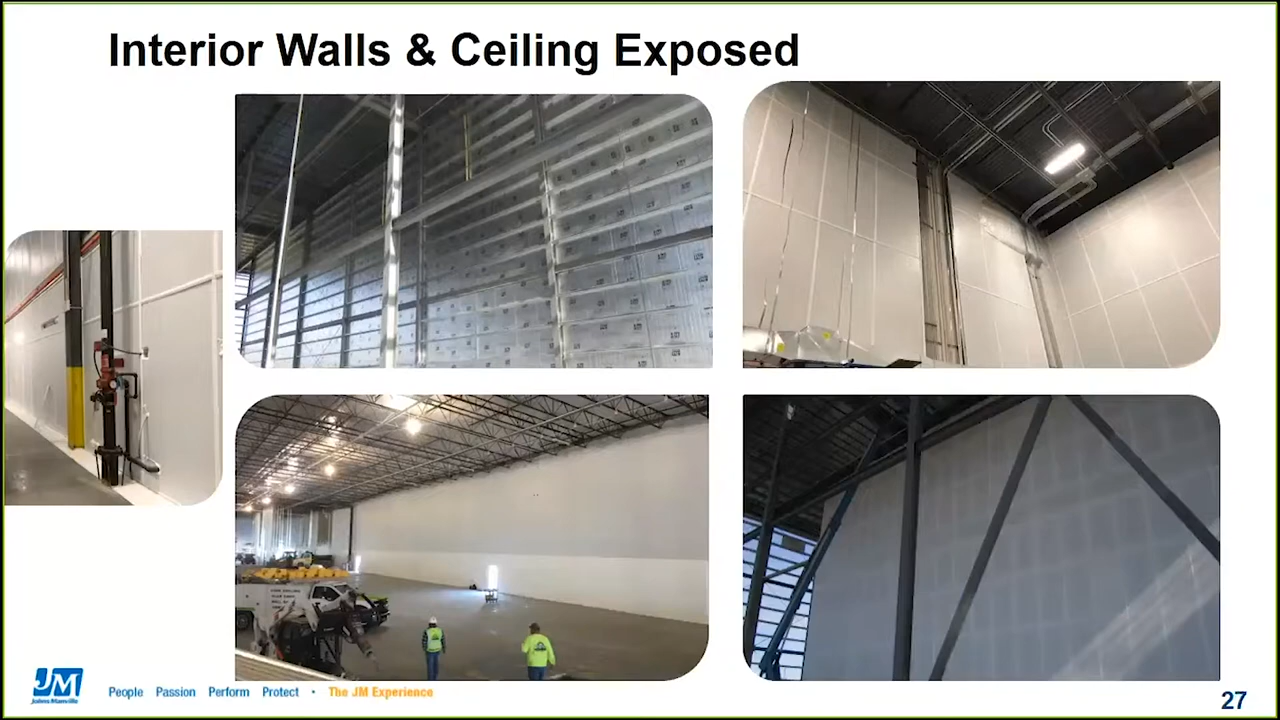 Interior Walls & Ceiling Exposed
JM
Johns Manville
People Passion Perform Protect • The JM Experience
27